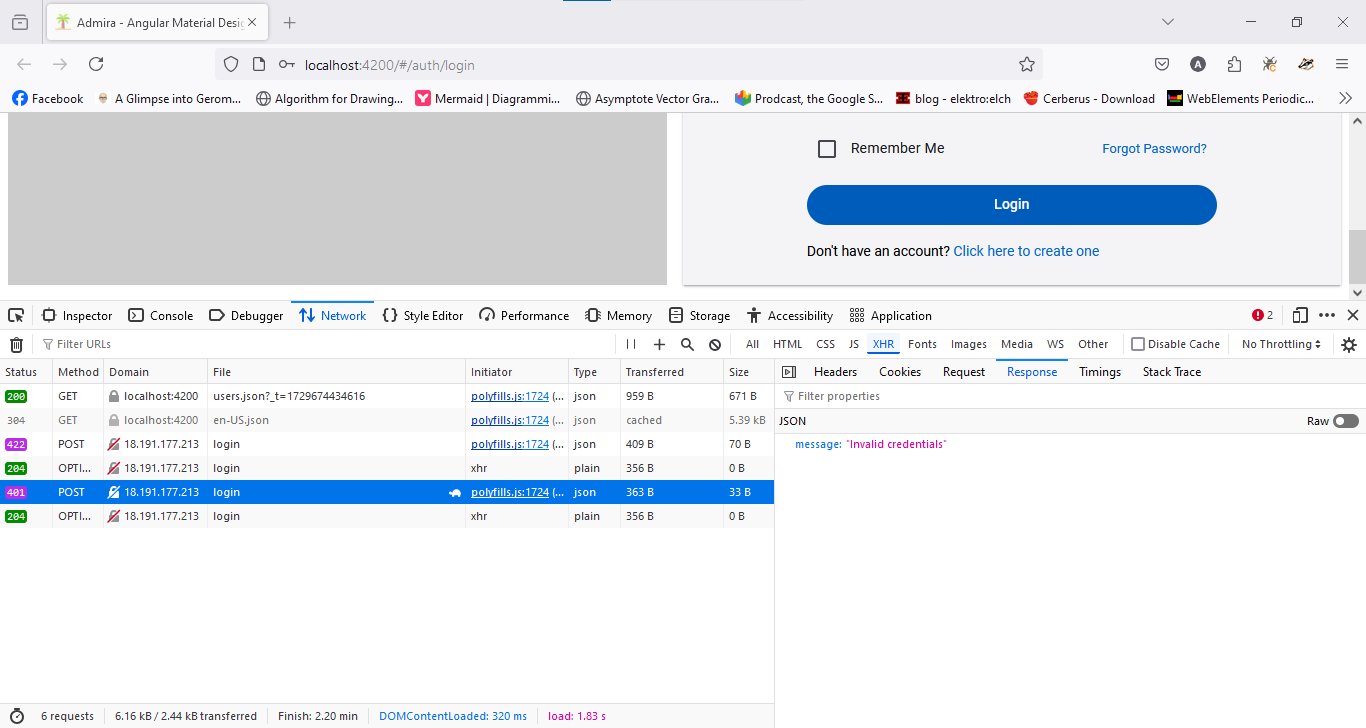 Admira - Angular Material Desig
localhost:4200/#/auth/login
A
Facebook
A Glimpse into Gerom...
Algorithm for Drawing...
Mermaid | Diagrammi...
Asymptote Vector Gra...
Prodcast, the Google S...
blog - elektro:elch
Cerberus - Download
WebElements Periodic...
Remember Me
Forgot Password?
Login
Don't have an account? Click here to create one
Inspector
Console
Debugger
Network
Style Editor
Performance
Memory
Storage
Accessibility
Application
2
Filter URLs
All HTML CSS JS XHR Fonts Images Media WS Other
Disable Cache
No Throttling
Status Method Domain File Initiator Type Transferred Size
200 GET localhost:4200 users.json?_t=1729674434616 polyfills.js:1724 (... json 959 B 671 B
304 GET localhost:4200 en-US.json polyfills.js:1724 (... json cached 5.39 kB
422 POST 18.191.177.213 login polyfills.js:1724 (... json 409 B 70 B
204 OPTI... 18.191.177.213 login xhr plain 356 B 0 B
401 POST 18.191.177.213 login polyfills.js:1724 (... json 363 B 33 B
204 OPTI... 18.191.177.213 login xhr plain 356 B 0 B
Headers Cookies Request Response Timings Stack Trace
Filter properties
JSON
Raw
message: "Invalid credentials"
6 requests
6.16 kB / 2.44 kB transferred
Finish: 2.20 min
DOMContentLoaded: 320 ms
load: 1.83 s